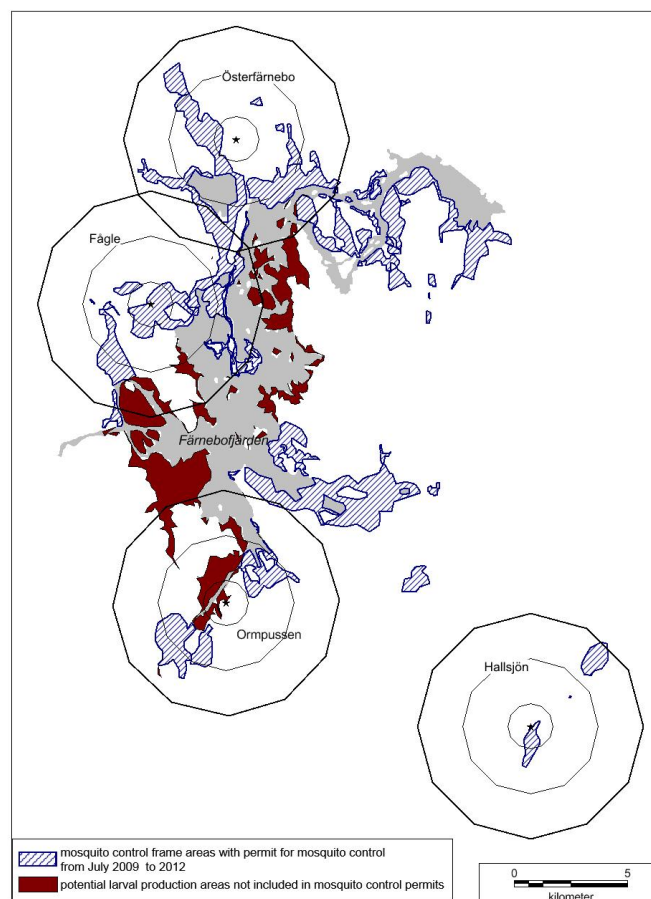 Österfärnebo
Fågle
Färnebofjärden
Ormpussen
Hallsjön
mosquito control frame areas with permit for mosquito control
from July 2009 to 2012
potential larval production areas not included in mosquito control permits
0 5
kilometer